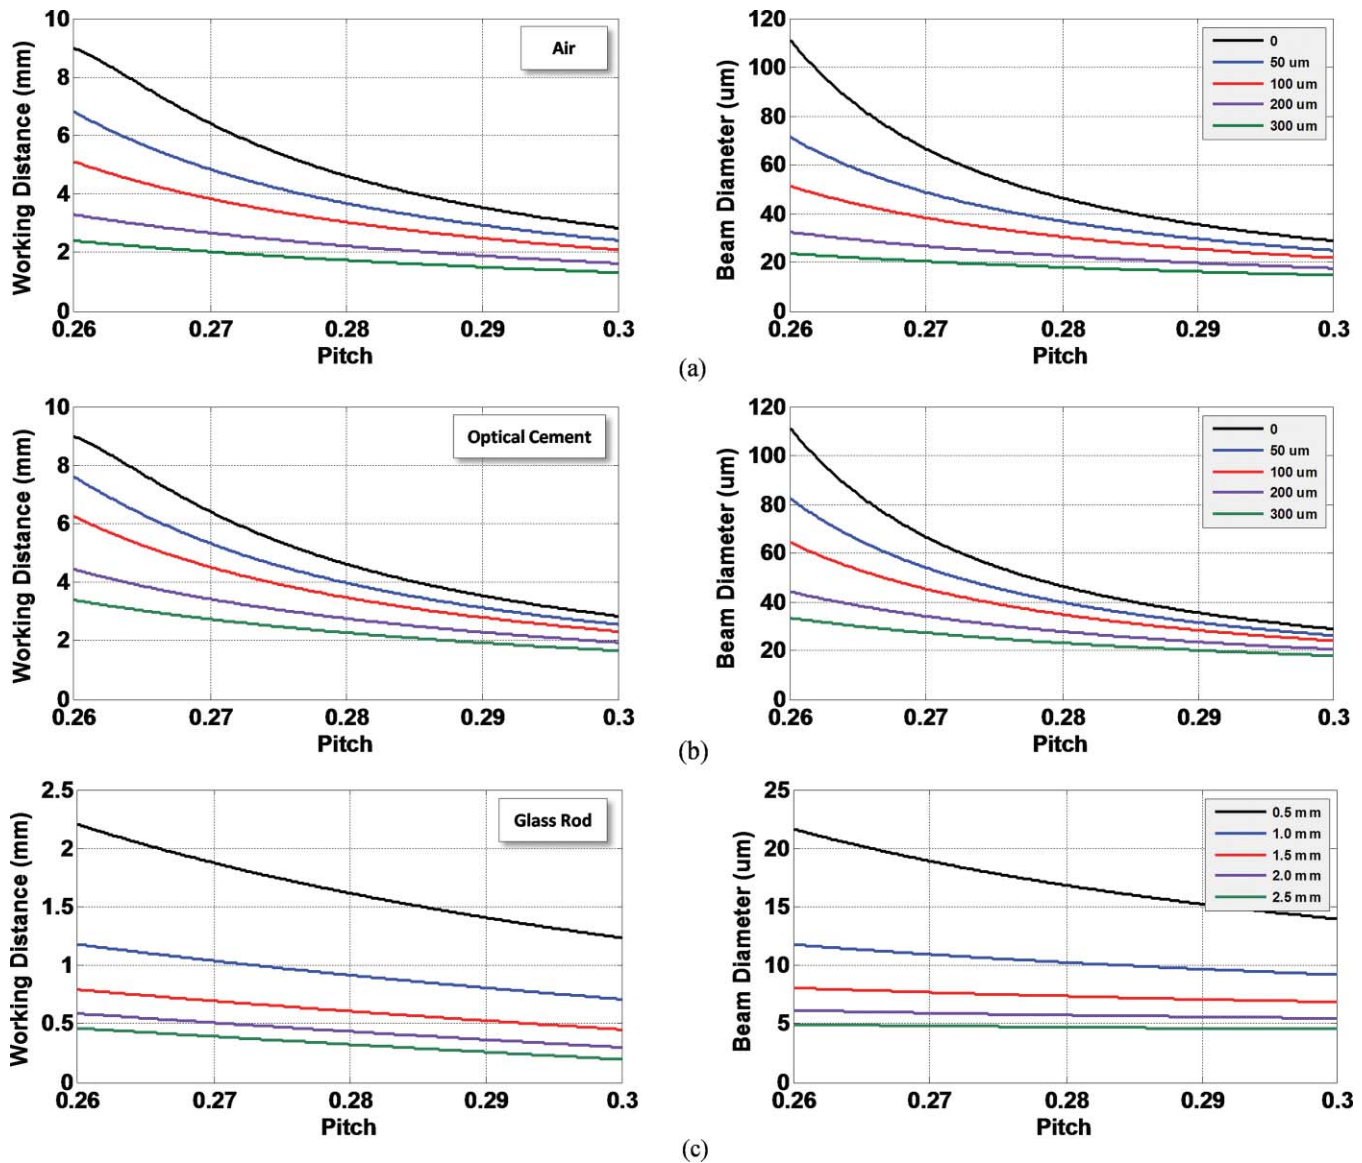 10
8
6
4
2
0
Working Distance (mm)
Air
0.26 0.27 0.28 0.29 0.3
Pitch
120
100
80
60
40
20
0
Beam Diameter (um)
0
50 um
100 um
200 um
300 um
0.26 0.27 0.28 0.29 0.3
Pitch
(a)
10
8
6
4
2
0
Working Distance (mm)
Optical Cement
0.26 0.27 0.28 0.29 0.3
Pitch
120
100
80
60
40
20
0
Beam Diameter (um)
0
50 um
100 um
200 um
300 um
0.26 0.27 0.28 0.29 0.3
Pitch
(b)
2.5
2
1.5
1
0.5
0
Working Distance (mm)
Glass Rod
0.26 0.27 0.28 0.29 0.3
Pitch
25
20
15
10
5
0
Beam Diameter (um)
0.5 mm
1.0 mm
1.5 mm
2.0 mm
2.5 mm
0.26 0.27 0.28 0.29 0.3
Pitch
(c)